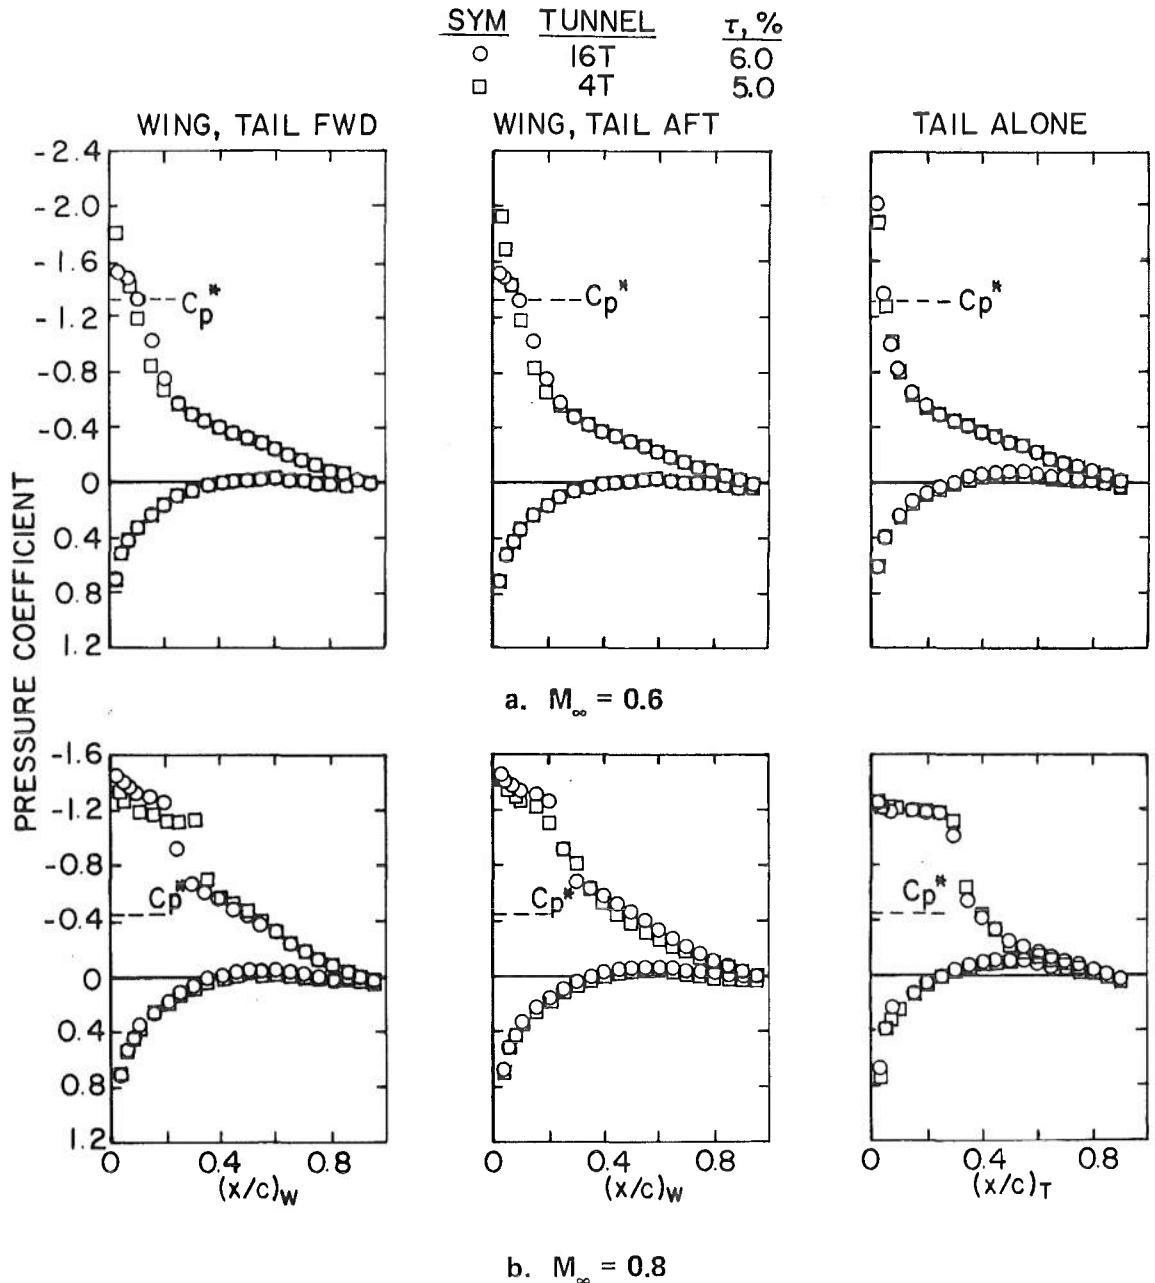 SYM TUNNEL τ, %
○ 16T 6.0
□ 4T 5.0
WING, TAIL FWD WING, TAIL AFT TAIL ALONE
PRESSURE COEFFICIENT
-2.4
-2.0
-1.6
-1.2
-0.8
-0.4
0
0.4
0.8
1.2
Cp*
Cp*
Cp*
a. M∞ = 0.6
-1.6
-1.2
-0.8
-0.4
0
0.4
0.8
1.2
Cp*
Cp*
Cp*
0 0.4 0.8 0 0.4 0.8 0 0.4 0.8
(x/c)W (x/c)W (x/c)T
b. M∞ = 0.8